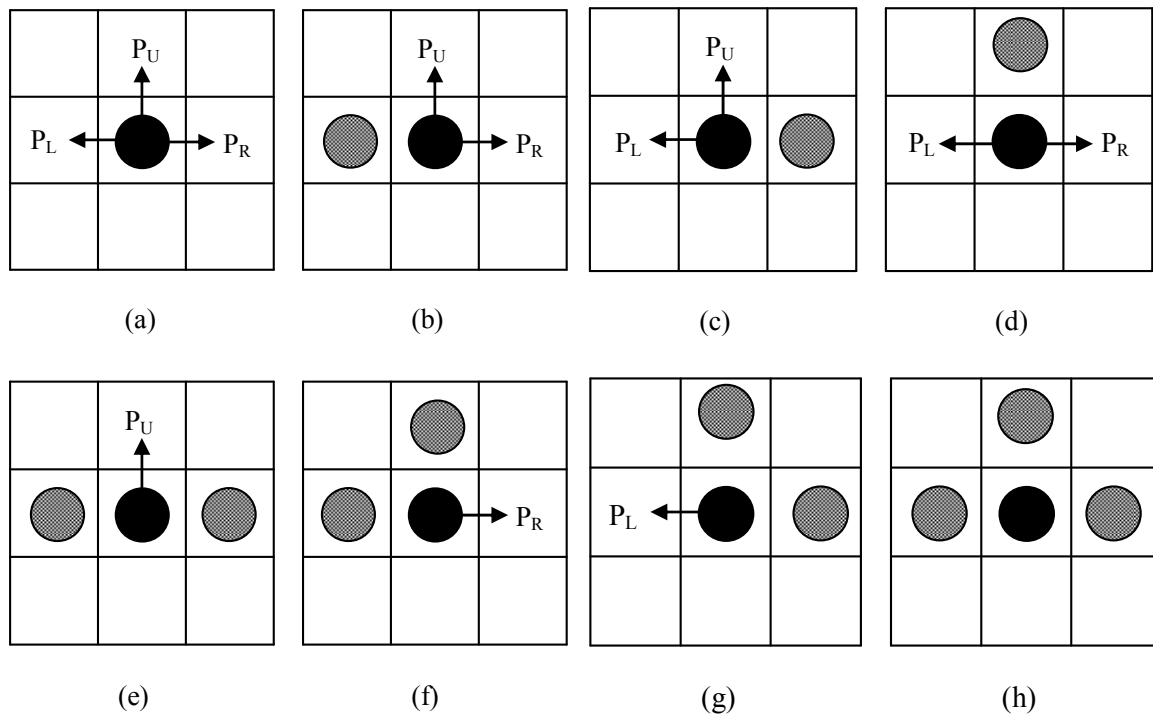 P_U P_U P_U
P_L P_R P_R P_L P_L P_R
(a) (b) (c) (d)
P_U
P_R P_L
(e) (f) (g) (h)